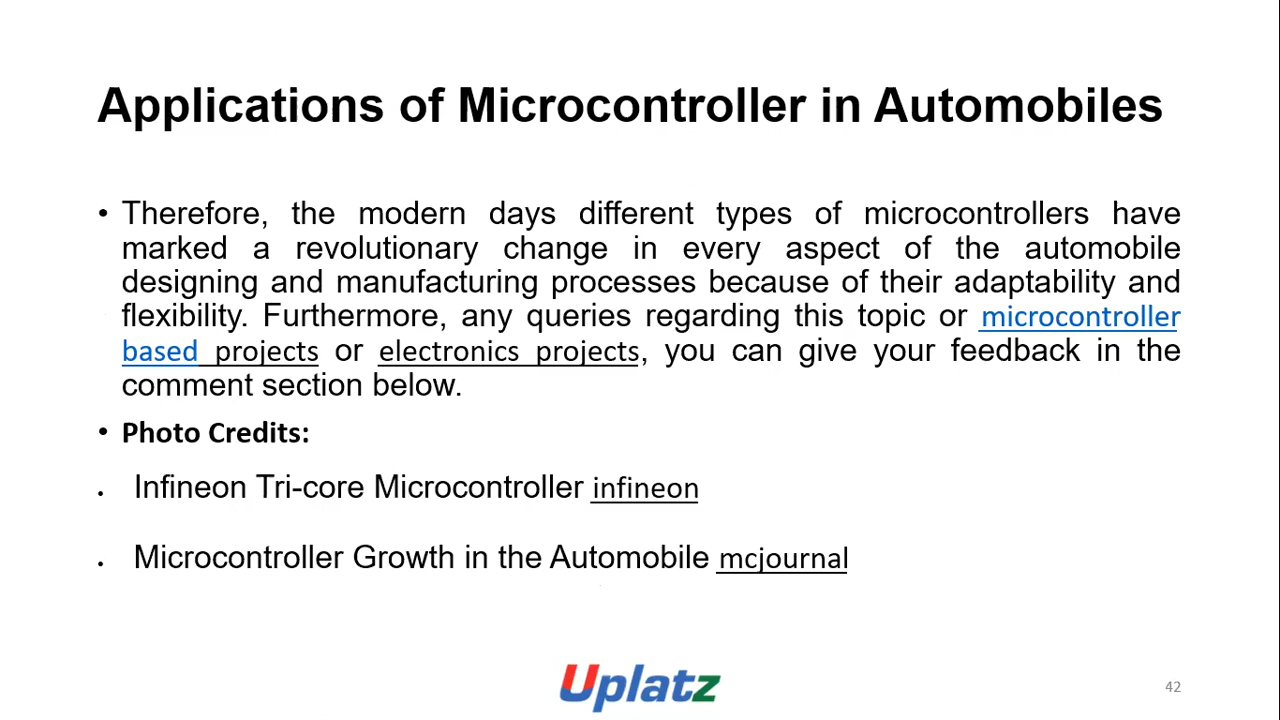 Applications of Microcontroller in Automobiles
• Therefore, the modern days different types of microcontrollers have
marked a revolutionary change in every aspect of the automobile
designing and manufacturing processes because of their adaptability and
flexibility. Furthermore, any queries regarding this topic or microcontroller
based projects or electronics projects, you can give your feedback in the
comment section below.
• Photo Credits:
• Infineon Tri-core Microcontroller infineon
• Microcontroller Growth in the Automobile mcjournal
Uplatz
42